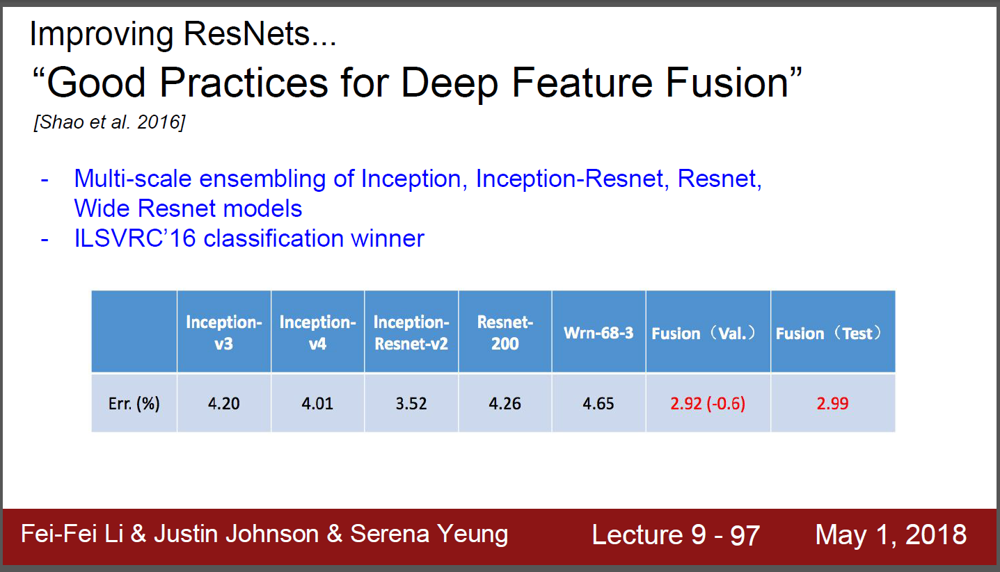 Improving ResNets...
“Good Practices for Deep Feature Fusion”
[Shao et al. 2016]
- Multi-scale ensembling of Inception, Inception-Resnet, Resnet,
Wide Resnet models
- ILSVRC’16 classification winner
Inception-v3 Inception-v4 Inception-Resnet-v2 Resnet-200 Wrn-68-3 Fusion（Val.） Fusion（Test）
Err. (%) 4.20 4.01 3.52 4.26 4.65 2.92 (-0.6) 2.99
Fei-Fei Li & Justin Johnson & Serena Yeung Lecture 9 - 97 May 1, 2018